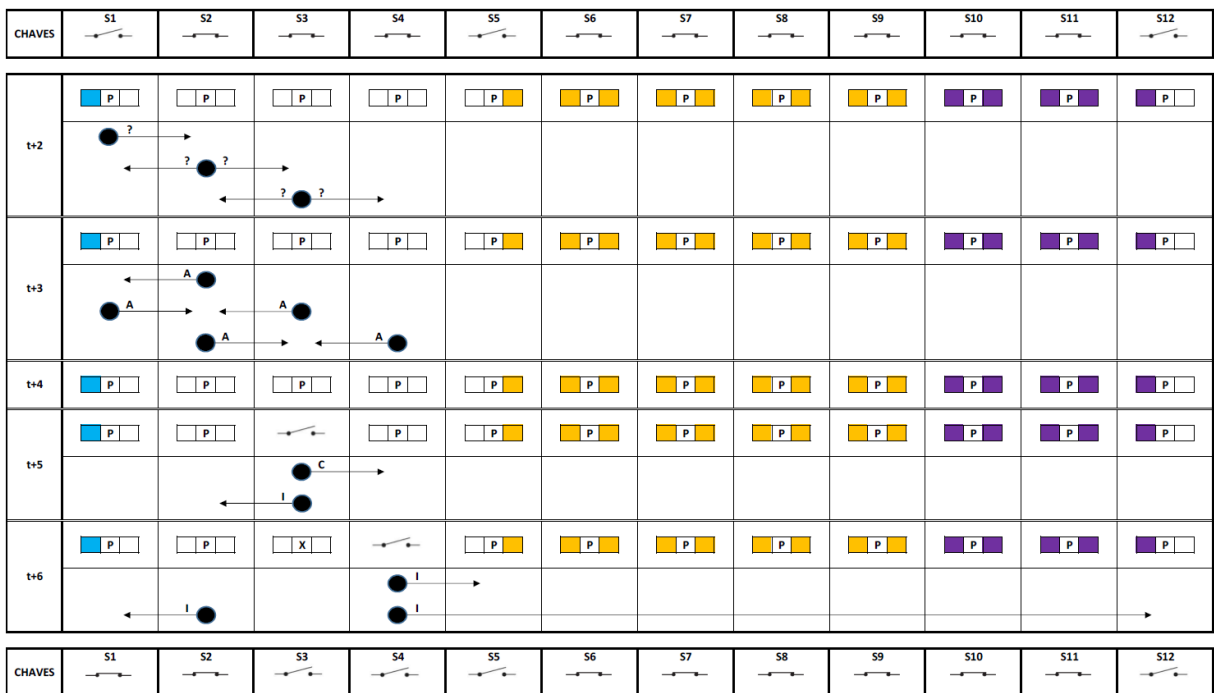 CHAVES S1 S2 S3 S4 S5 S6 S7 S8 S9 S10 S11 S12
t+2 P P P P P P P P P P P P
?
? ?
? ?
t+3 P P P P P P P P P P P P
A
A A
A A
t+4 P P P P P P P P P P P P
t+5 P P P P P P P P P P P
C
I
t+6 P P X P P P P P P P P
I
I I
CHAVES S1 S2 S3 S4 S5 S6 S7 S8 S9 S10 S11 S12